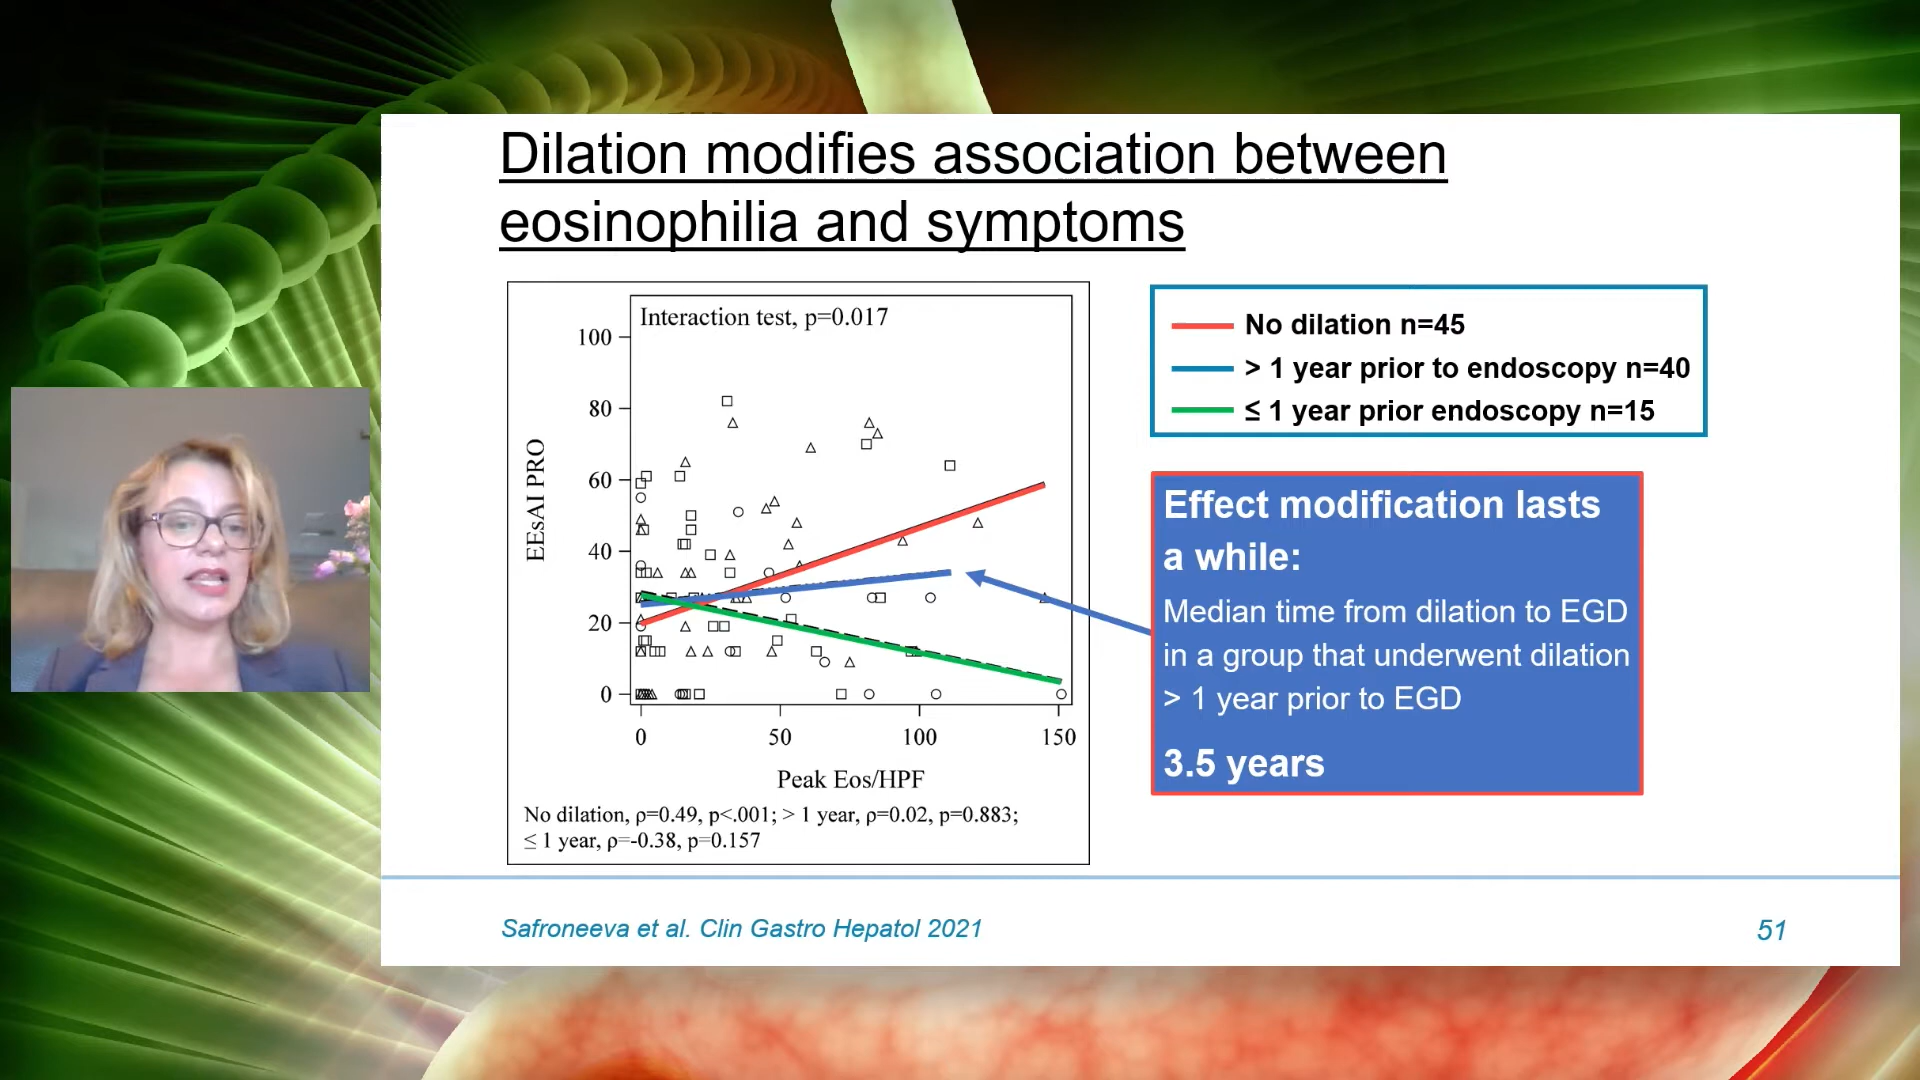 Dilation modifies association between
eosinophilia and symptoms
Interaction test, p=0.017
EEsAI PRO
100
80
60
40
20
0
0 50 100 150
Peak Eos/HPF
No dilation, ρ=0.49, p<.001; > 1 year, ρ=0.02, p=0.883;
≤ 1 year, ρ=-0.38, p=0.157
No dilation n=45
> 1 year prior to endoscopy n=40
≤ 1 year prior endoscopy n=15
Effect modification lasts
a while:
Median time from dilation to EGD
in a group that underwent dilation
> 1 year prior to EGD
3.5 years
Safroneeva et al. Clin Gastro Hepatol 2021
51